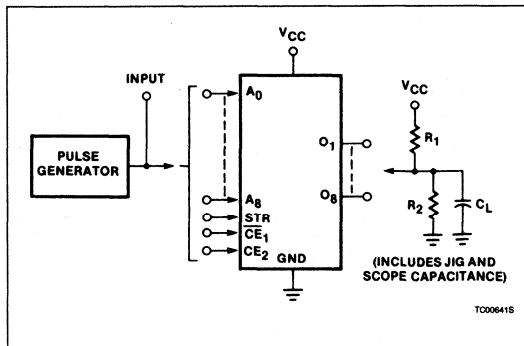 VCC
INPUT
PULSE
GENERATOR
A0
A8
STR
CE1
CE2
GND
O1
O8
VCC
R1
R2
CL
(INCLUDES JIG AND
SCOPE CAPACITANCE)
TC00641S